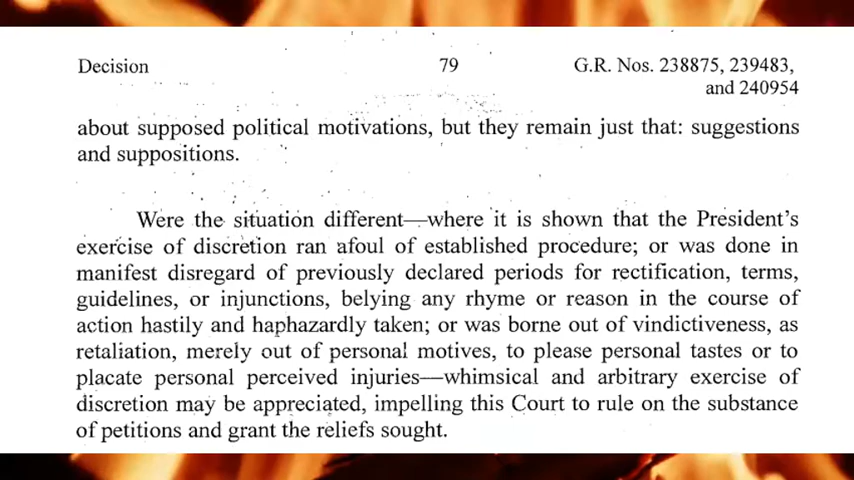 Decision 79 G.R. Nos. 238875, 239483,
and 240954
about supposed political motivations, but they remain just that: suggestions
and suppositions.
Were the situation different—where it is shown that the President's
exercise of discretion ran afoul of established procedure; or was done in
manifest disregard of previously declared periods for rectification, terms,
guidelines, or injunctions, belying any rhyme or reason in the course of
action hastily and haphazardly taken; or was borne out of vindictiveness, as
retaliation, merely out of personal motives, to please personal tastes or to
placate personal perceived injuries—whimsical and arbitrary exercise of
discretion may be appreciated, impelling this Court to rule on the substance
of petitions and grant the reliefs sought.